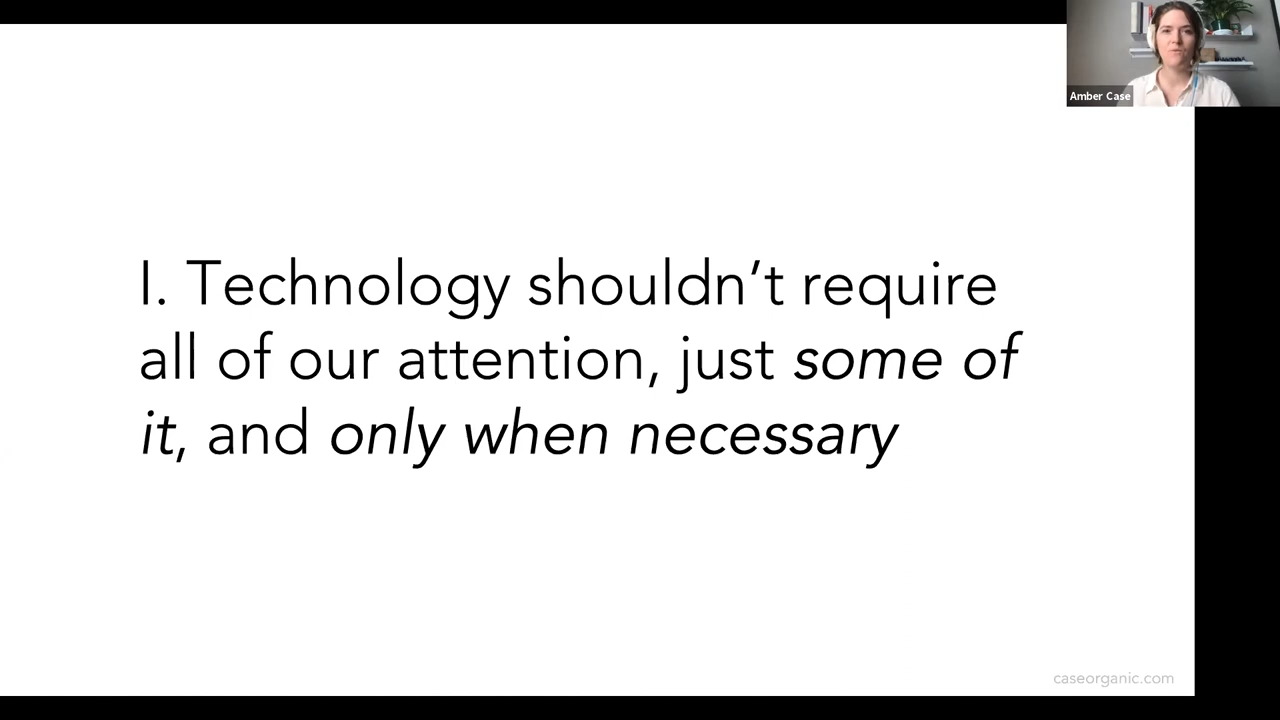 Amber Case
I. Technology shouldn’t require
all of our attention, just some of
it, and only when necessary
caseorganic.com